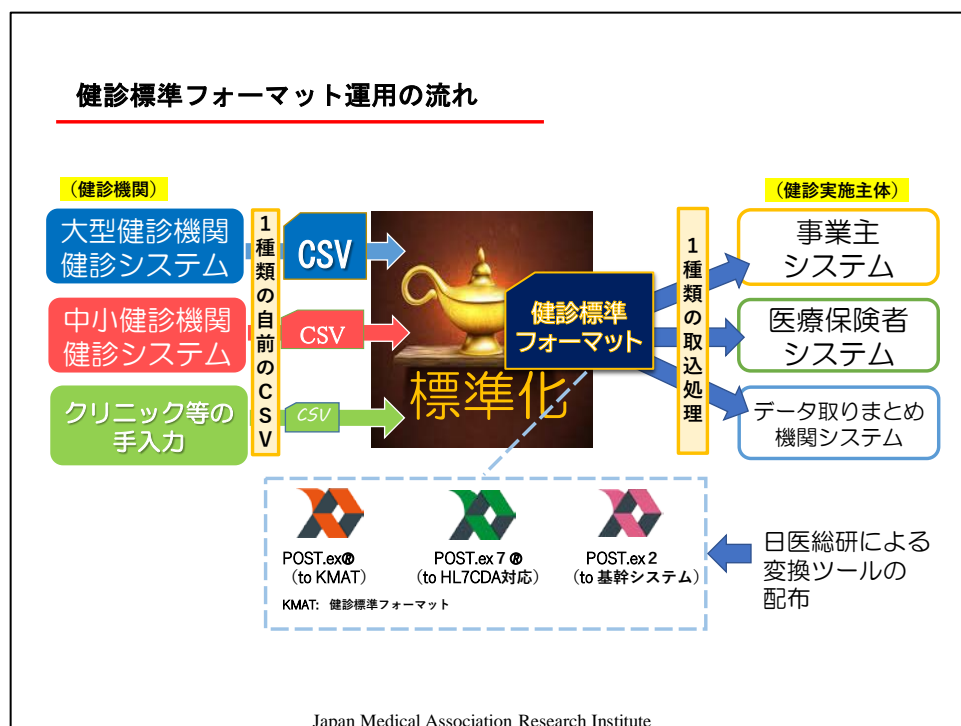 健診標準フォーマット運用の流れ
（健診機関）
（健診実施主体）
大型健診機関
健診システム
中小健診機関
健診システム
クリニック等の
手入力
1種類の自前のCSV
CSV
CSV
CSV
標準化
健診標準
フォーマット
1種類の取込処理
事業主
システム
医療保険者
システム
データ取りまとめ
機関システム
POST.ex®
（to KMAT）
POST.ex７®
（to HL7CDA対応）
POST.ex２
（to 基幹システム）
KMAT: 健診標準フォーマット
日医総研による
変換ツールの
配布
Japan Medical Association Research Institute